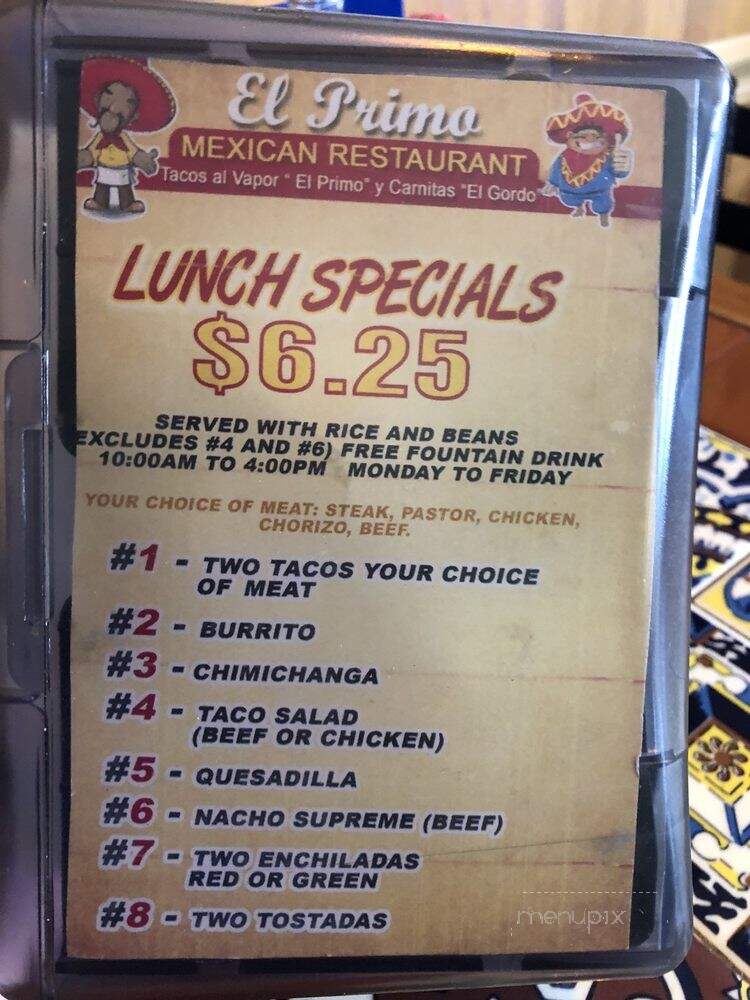 El Primo
MEXICAN RESTAURANT
Tacos al Vapor " El Primo" y Carnitas "El Gordo"
LUNCH SPECIALS
$6.25
SERVED WITH RICE AND BEANS
EXCLUDES #4 AND #6) FREE FOUNTAIN DRINK
10:00AM TO 4:00PM MONDAY TO FRIDAY
YOUR CHOICE OF MEAT: STEAK, PASTOR, CHICKEN,
CHORIZO, BEEF.
#1 - TWO TACOS YOUR CHOICE
OF MEAT
#2 - BURRITO
#3 - CHIMICHANGA
#4 - TACO SALAD
(BEEF OR CHICKEN)
#5 - QUESADILLA
#6 - NACHO SUPREME (BEEF)
#7 - TWO ENCHILADAS
RED OR GREEN
#8 - TWO TOSTADAS
menupix